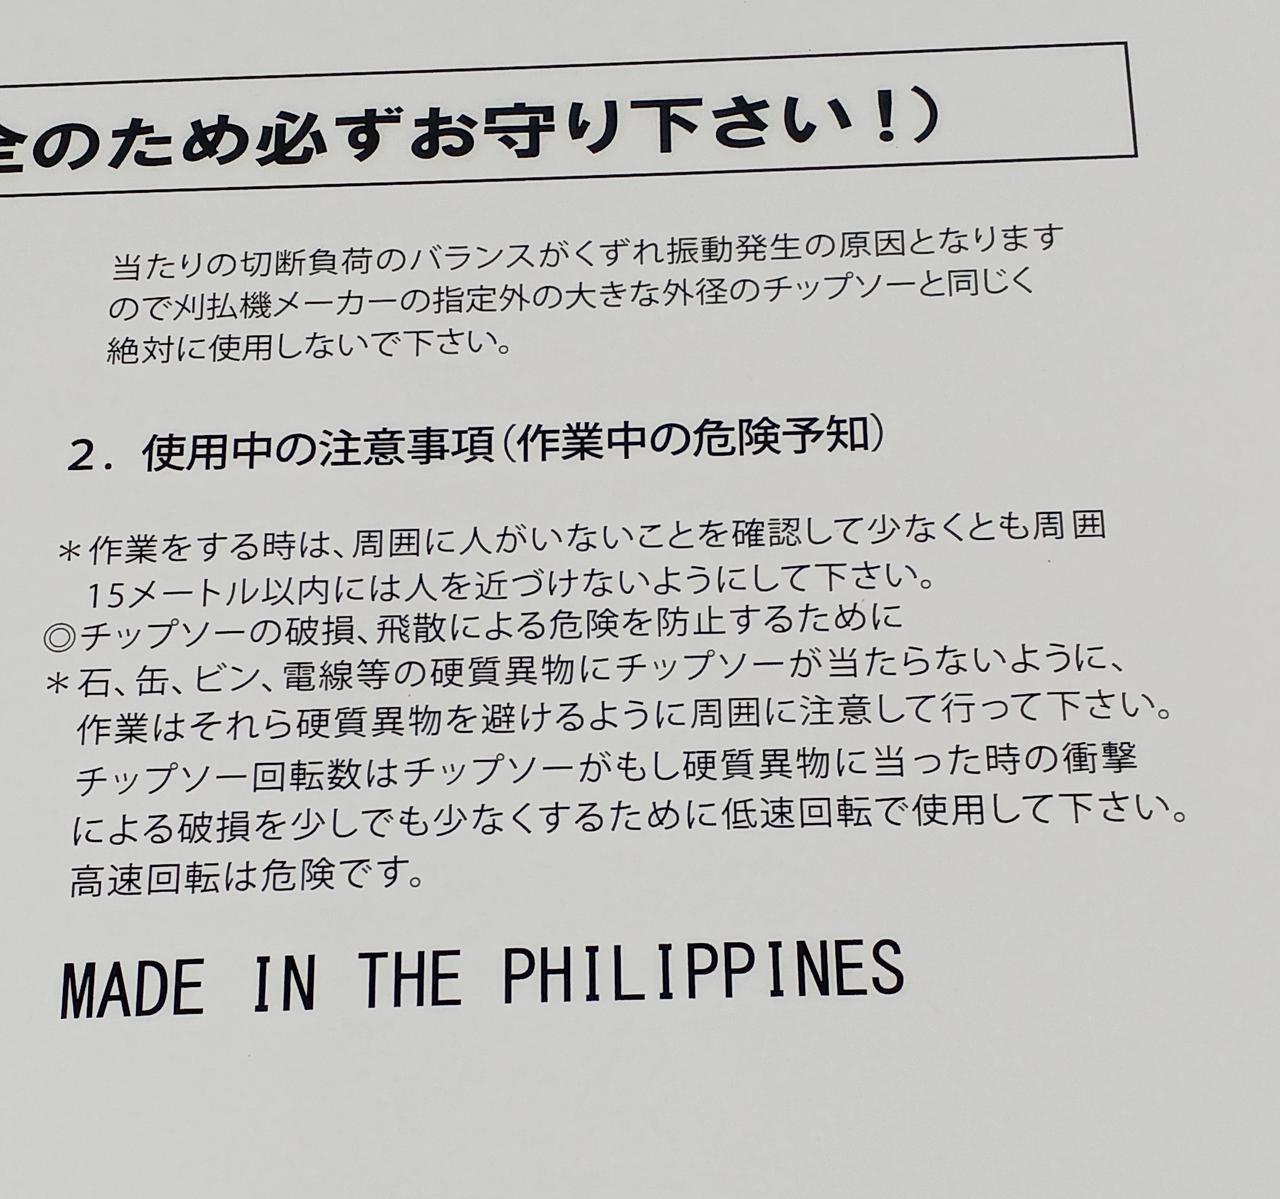 全のため必ずお守り下さい！）
当たりの切断負荷のバランスがくずれ振動発生の原因となります
ので刈払機メーカーの指定外の大きな外径のチップソーと同じく
絶対に使用しないで下さい。
２．使用中の注意事項（作業中の危険予知）
＊作業をする時は、周囲に人がいないことを確認して少なくとも周囲
15メートル以内には人を近づけないようにして下さい。
◎チップソーの破損、飛散による危険を防止するために
＊石、缶、ビン、電線等の硬質異物にチップソーが当たらないように、
作業はそれら硬質異物を避けるように周囲に注意して行って下さい。
チップソー回転数はチップソーがもし硬質異物に当った時の衝撃
による破損を少しでも少なくするために低速回転で使用して下さい。
高速回転は危険です。
MADE IN THE PHILIPPINES